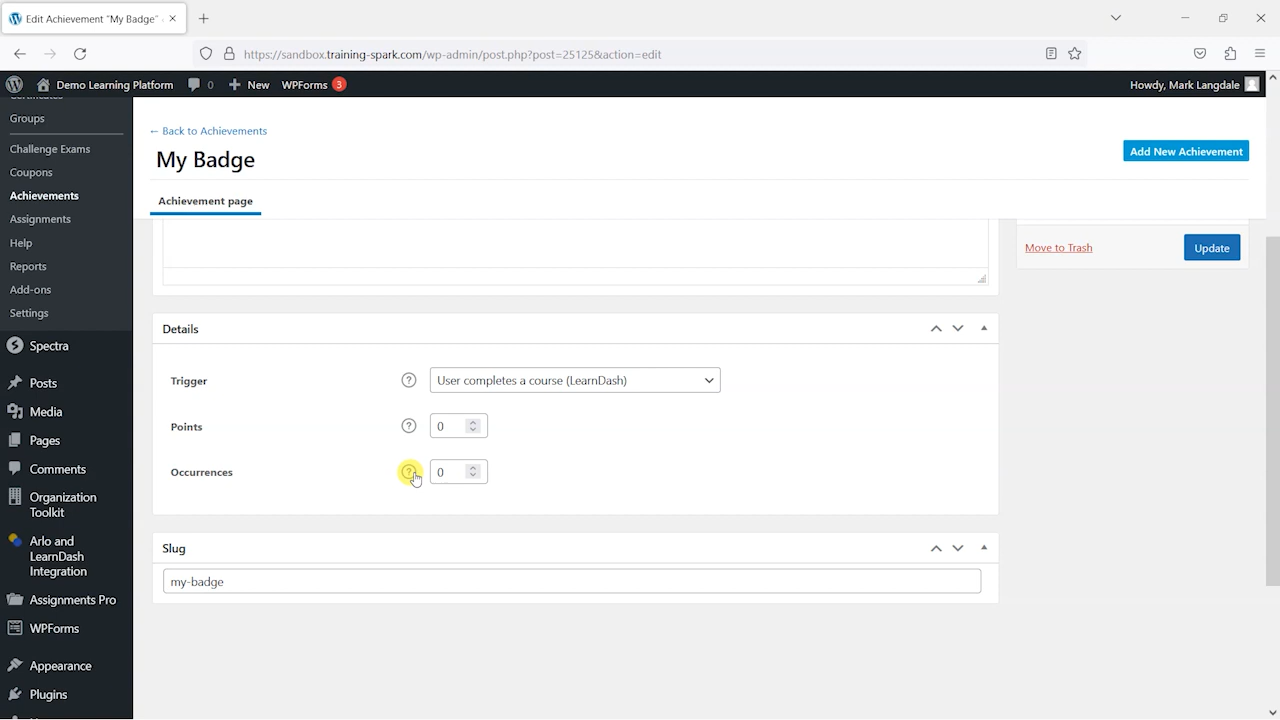 Edit Achievement "My Badge"
https://sandbox.training-spark.com/wp-admin/post.php?post=25125&action=edit
Demo Learning Platform
0
New
WPForms
3
Howdy, Mark Langdale
Certificates
Groups
Challenge Exams
Coupons
Achievements
Assignments
Help
Reports
Add-ons
Settings
Spectra
Posts
Media
Pages
Comments
Organization
Toolkit
Arlo and
LearnDash
Integration
Assignments Pro
WPForms
Appearance
Plugins
← Back to Achievements
My Badge
Add New Achievement
Achievement page
Move to Trash
Update
Details
Trigger
?
User completes a course (LearnDash)
Points
?
0
Occurrences
?
0
Slug
my-badge